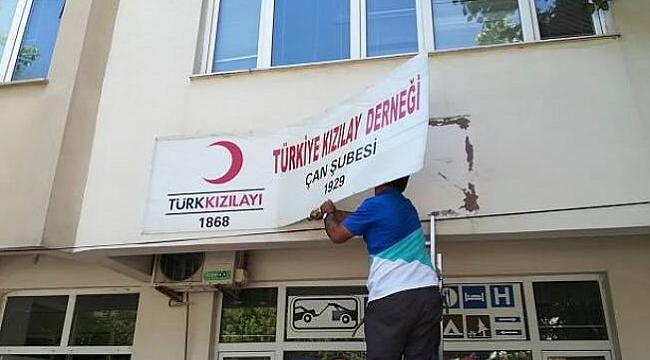 TÜRKKIZILAYI
1868
TÜRKİYE KIZILAY DERNEĞİ
ÇAN ŞUBESİ
1929
H